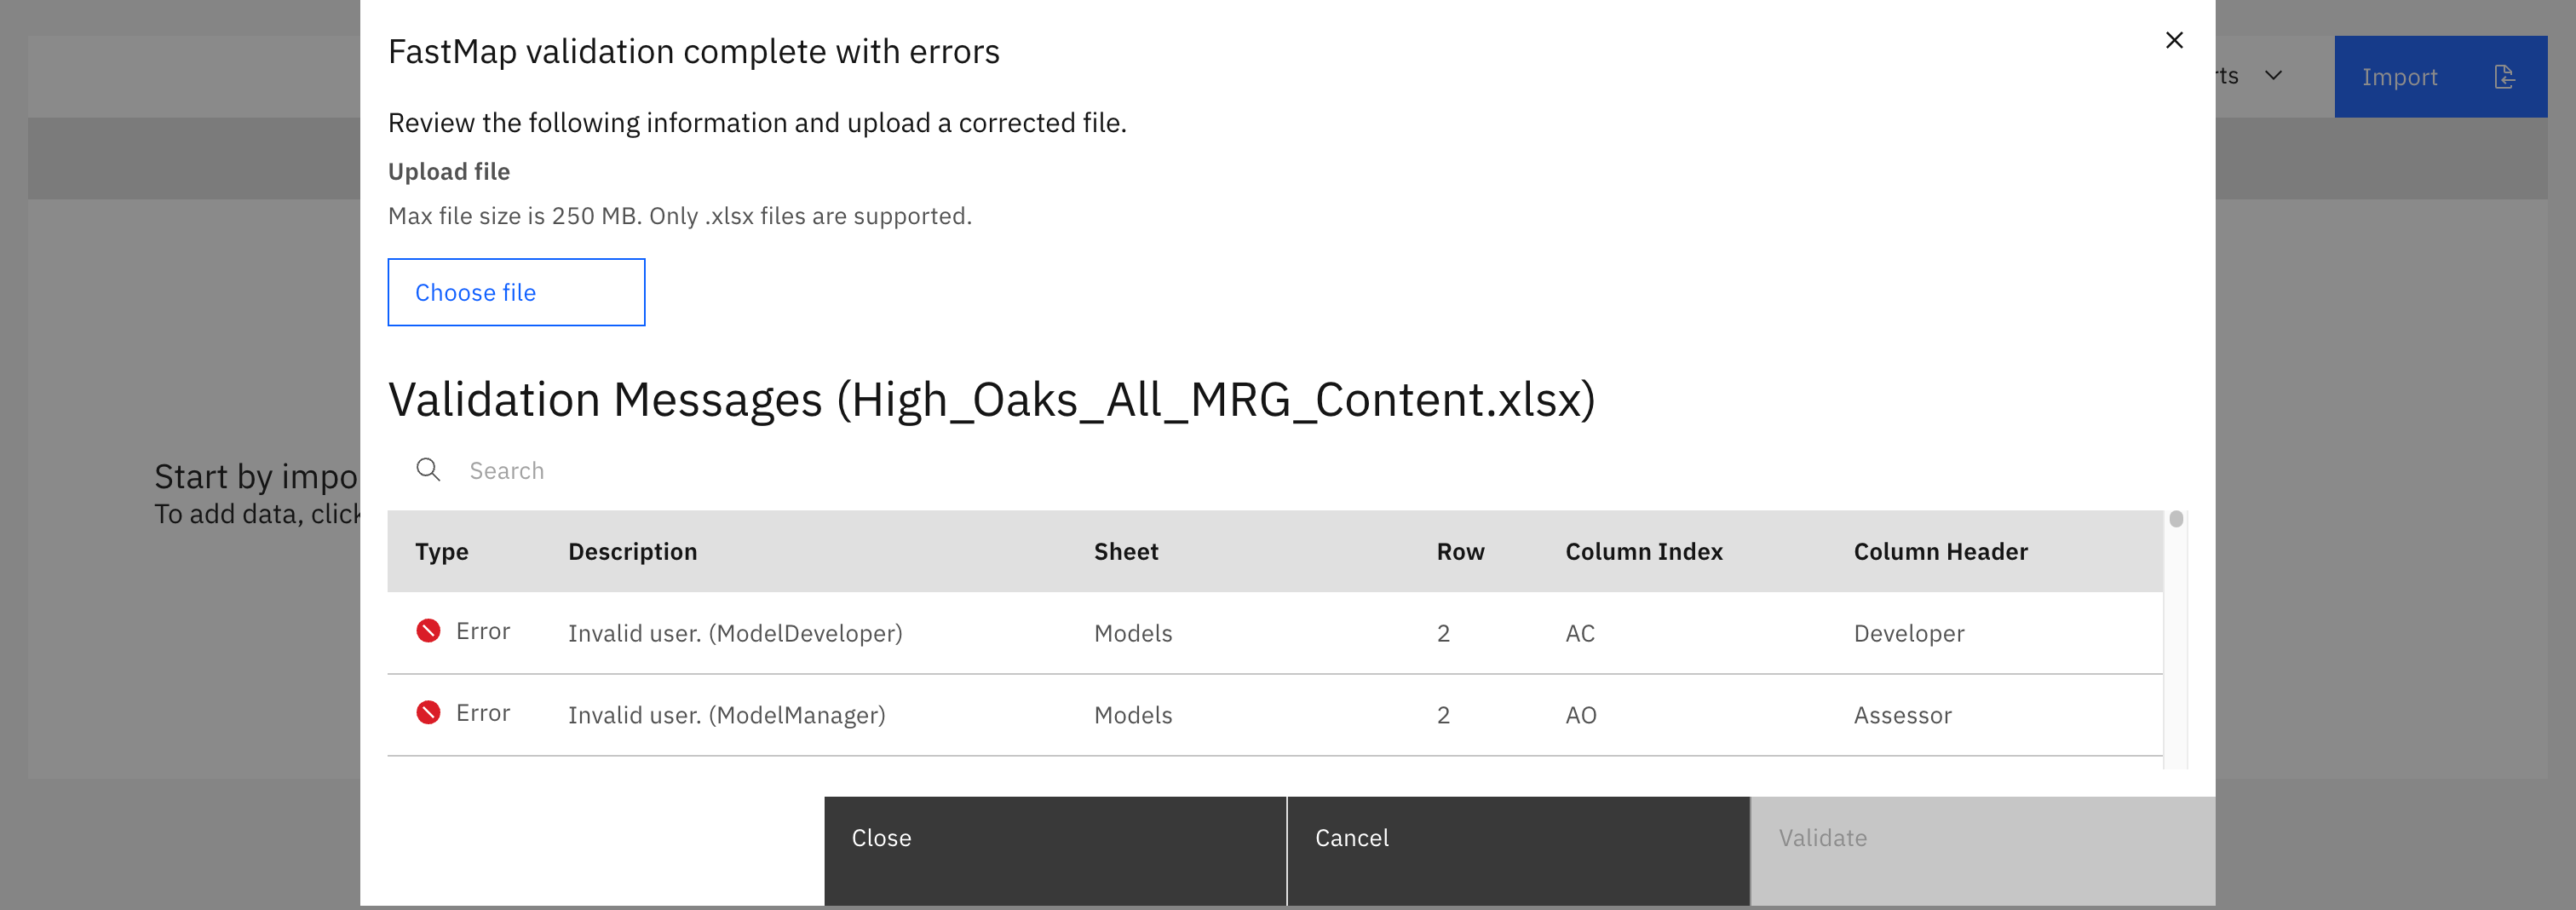 FastMap validation complete with errors
rts
Import
Review the following information and upload a corrected file.
Upload file
Max file size is 250 MB. Only .xlsx files are supported.
Choose file
Validation Messages (High_Oaks_All_MRG_Content.xlsx)
Search
Start by impo
To add data, click
Type Description Sheet Row Column Index Column Header
Error Invalid user. (ModelDeveloper) Models 2 AC Developer
Error Invalid user. (ModelManager) Models 2 AO Assessor
Close Cancel Validate